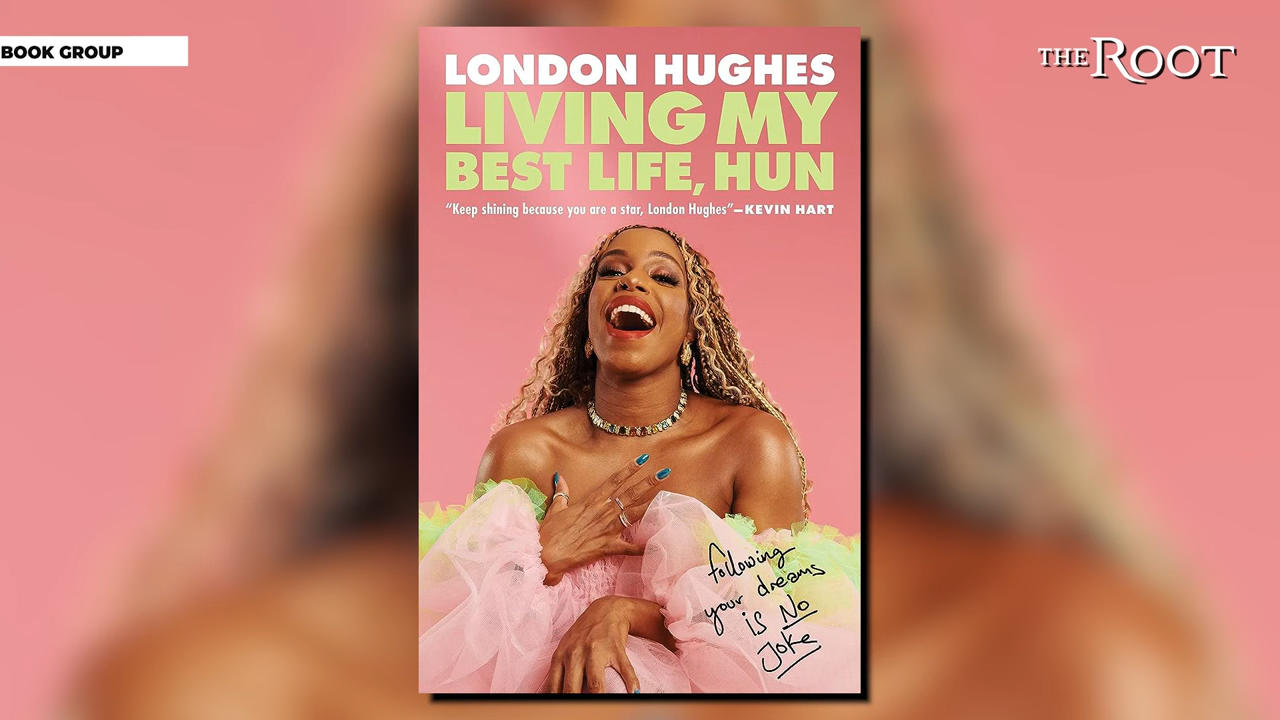 BOOK GROUP
THE ROOT
LONDON HUGHES
LIVING MY
BEST LIFE, HUN
“Keep shining because you are a star, London Hughes”—KEVIN HART
following
your dreams
is No
Joke